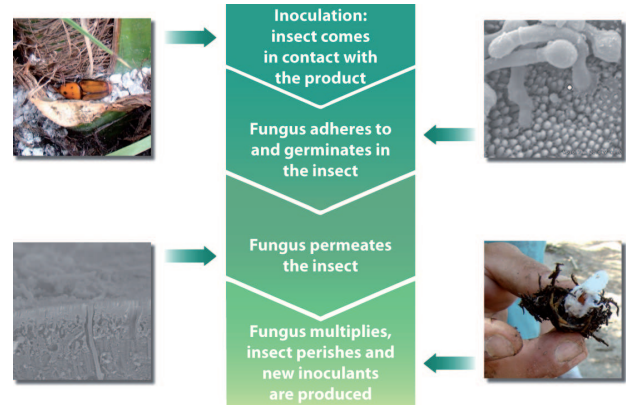 Inoculation:
insect comes
in contact with
the product
Fungus adheres to
and germinates in
the insect
Fungus permeates
the insect
Fungus multiplies,
insect perishes and
new inoculants
are produced